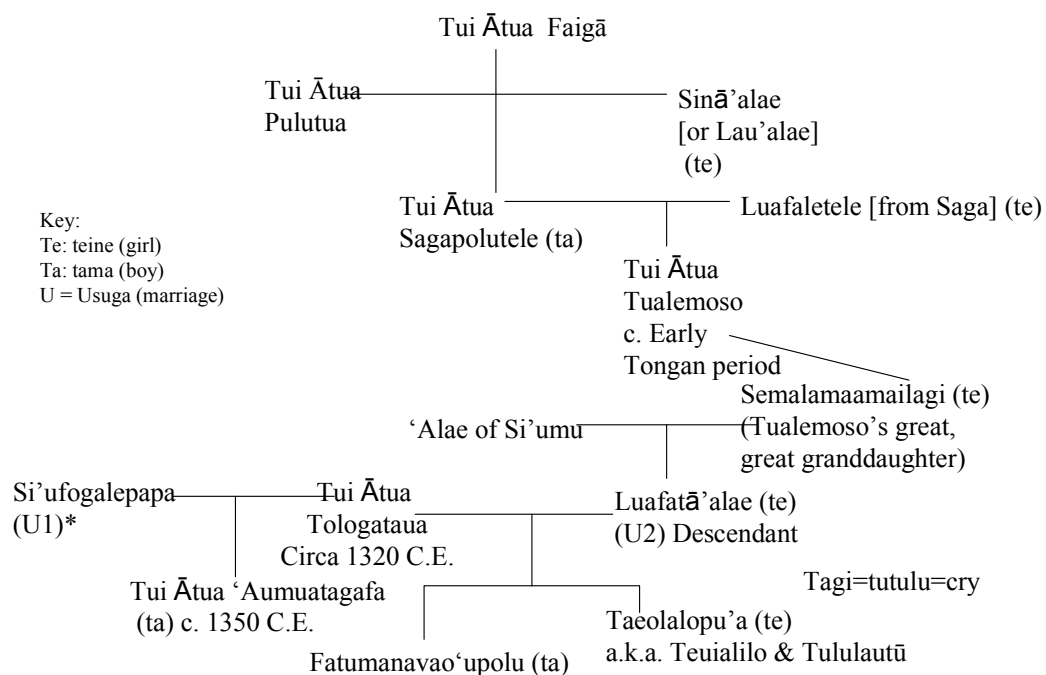 Tui Ātua  Faigā
Tui Ātua
Pulutua
Sinā’alae
[or Lau’alae]
(te)
Key:
Te: teine (girl)
Ta: tama (boy)
U = Usuga (marriage)
Tui Ātua
Sagapolutele (ta)
Luafaletele [from Saga] (te)
Tui Ātua
Tualemoso
c. Early
Tongan period
Semalamaamailagi (te)
(Tualemoso’s great,
great granddaughter)
‘Alae of Si’umu
Si’ufogalepapa
(U1)*
Tui Ātua
Tologataua
Circa 1320 C.E.
Luafatā’alae (te)
(U2) Descendant
Tui Ātua ‘Aumuatagafa
(ta) c. 1350 C.E.
Tagi=tutulu=cry
Fatumanavao‘upolu (ta)
Taeolalopu’a (te)
a.k.a. Teuialilo & Tululautū